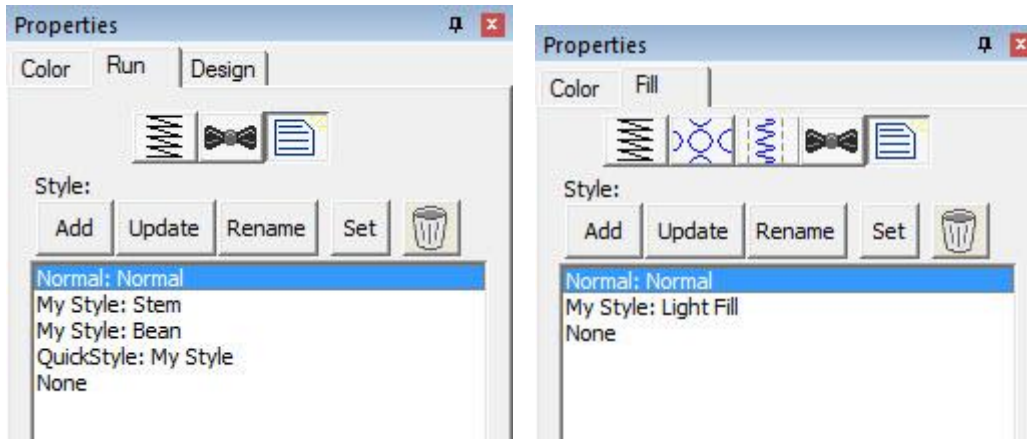 Properties
Color Run Design
Style:
Add Update Rename Set
Normal: Normal
My Style: Stem
My Style: Bean
QuickStyle: My Style
None
Properties
Color Fill
Style:
Add Update Rename Set
Normal: Normal
My Style: Light Fill
None